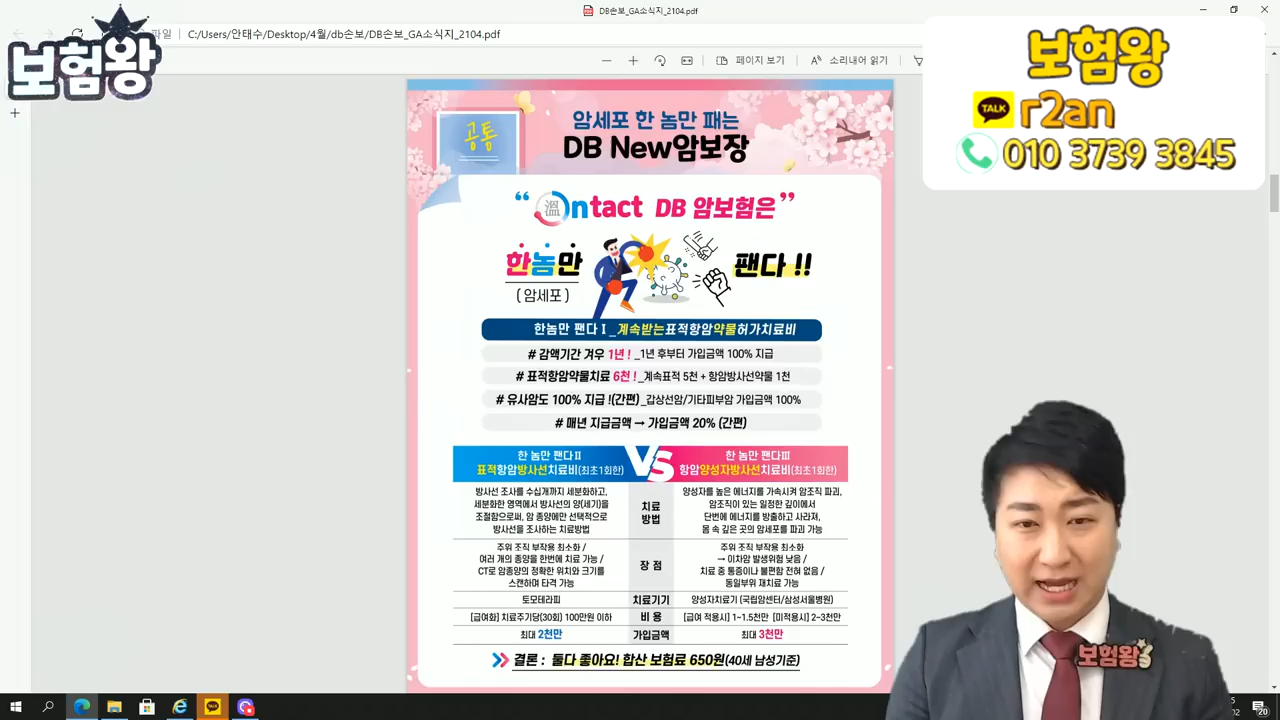 DB손보_GA소식지_2104.pdf
파일
C:/Users/안태수/Desktop/4월/db손보/DB손보_GA소식지_2104.pdf
보험왕
페이지 보기
소리내어 읽기
보험왕
TALK
r2an
010 3739 3845
공통
암세포 한 놈만 패는
DB New암보장
“溫ntact DB 암보험은”
한놈만
팬다 !!
( 암세포 )
한놈만 팬다 I _계속받는표적항암약물허가치료비
# 감액기간 겨우 1년 ! _1년 후부터 가입금액 100% 지급
# 표적항암약물치료 6천 !_계속표적 5천 + 항암방사선약물 1천
# 유사암도 100% 지급 !(간편) _갑상선암/기타피부암 가입금액 100%
# 매년 지급금액 → 가입금액 20% (간편)
한 놈만 팬다Ⅱ
표적항암방사선치료비(최초1회한)
VS
한 놈만 팬다Ⅲ
항암양성자방사선치료비(최초1회한)
방사선 조사를 수십개까지 세분화하고,
세분화한 영역에서 방사선의 양(세기)을
조절함으로써, 암 종양에만 선택적으로
방사선을 조사하는 치료방법
치료
방법
양성자를 높은 에너지를 가속시켜 암조직 파괴,
암조직이 있는 일정한 깊이에서
단번에 에너지를 방출하고 사라져,
몸 속 깊은 곳의 암세포를 파괴 가능
주위 조직 부작용 최소화 /
여러 개의 종양을 한번에 치료 가능 /
CT로 암종양의 정확한 위치와 크기를
스캔하며 타격 가능
장 점
주위 조직 부작용 최소화
→ 이차암 발생위험 낮음 /
치료 중 통증이나 불편함 전혀 없음 /
동일부위 재치료 가능
토모테라피
치료기기
양성자치료기 (국립암센터/삼성서울병원)
[급여화] 치료주기당(30회) 100만원 이하
비 용
[급여 적용시] 1~1.5천만 [미적용시] 2~3천만
최대 2천만
가입금액
최대 3천만
결론 : 둘다 좋아요! 합산 보험료 650원(40세 남성기준)
보험왕
20